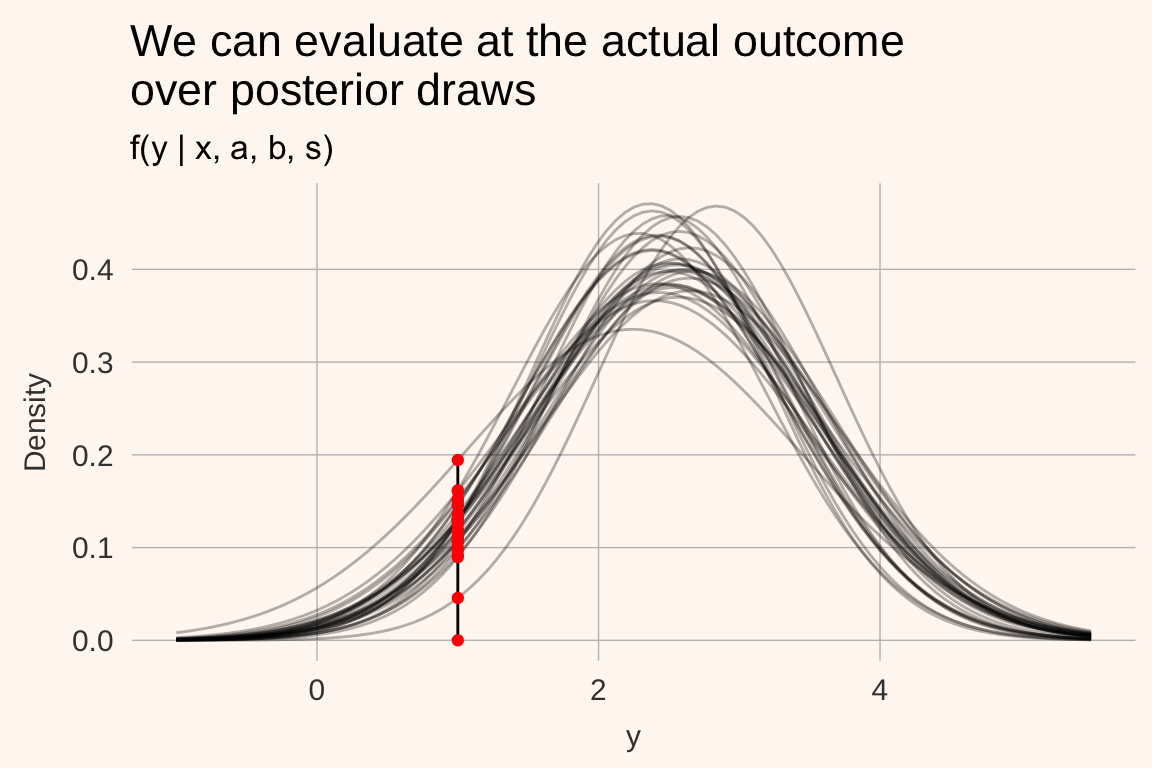 We can evaluate at the actual outcome
over posterior draws
f(y | x, a, b, s)
Density
0.4
0.3
0.2
0.1
0.0
0
2
4
y